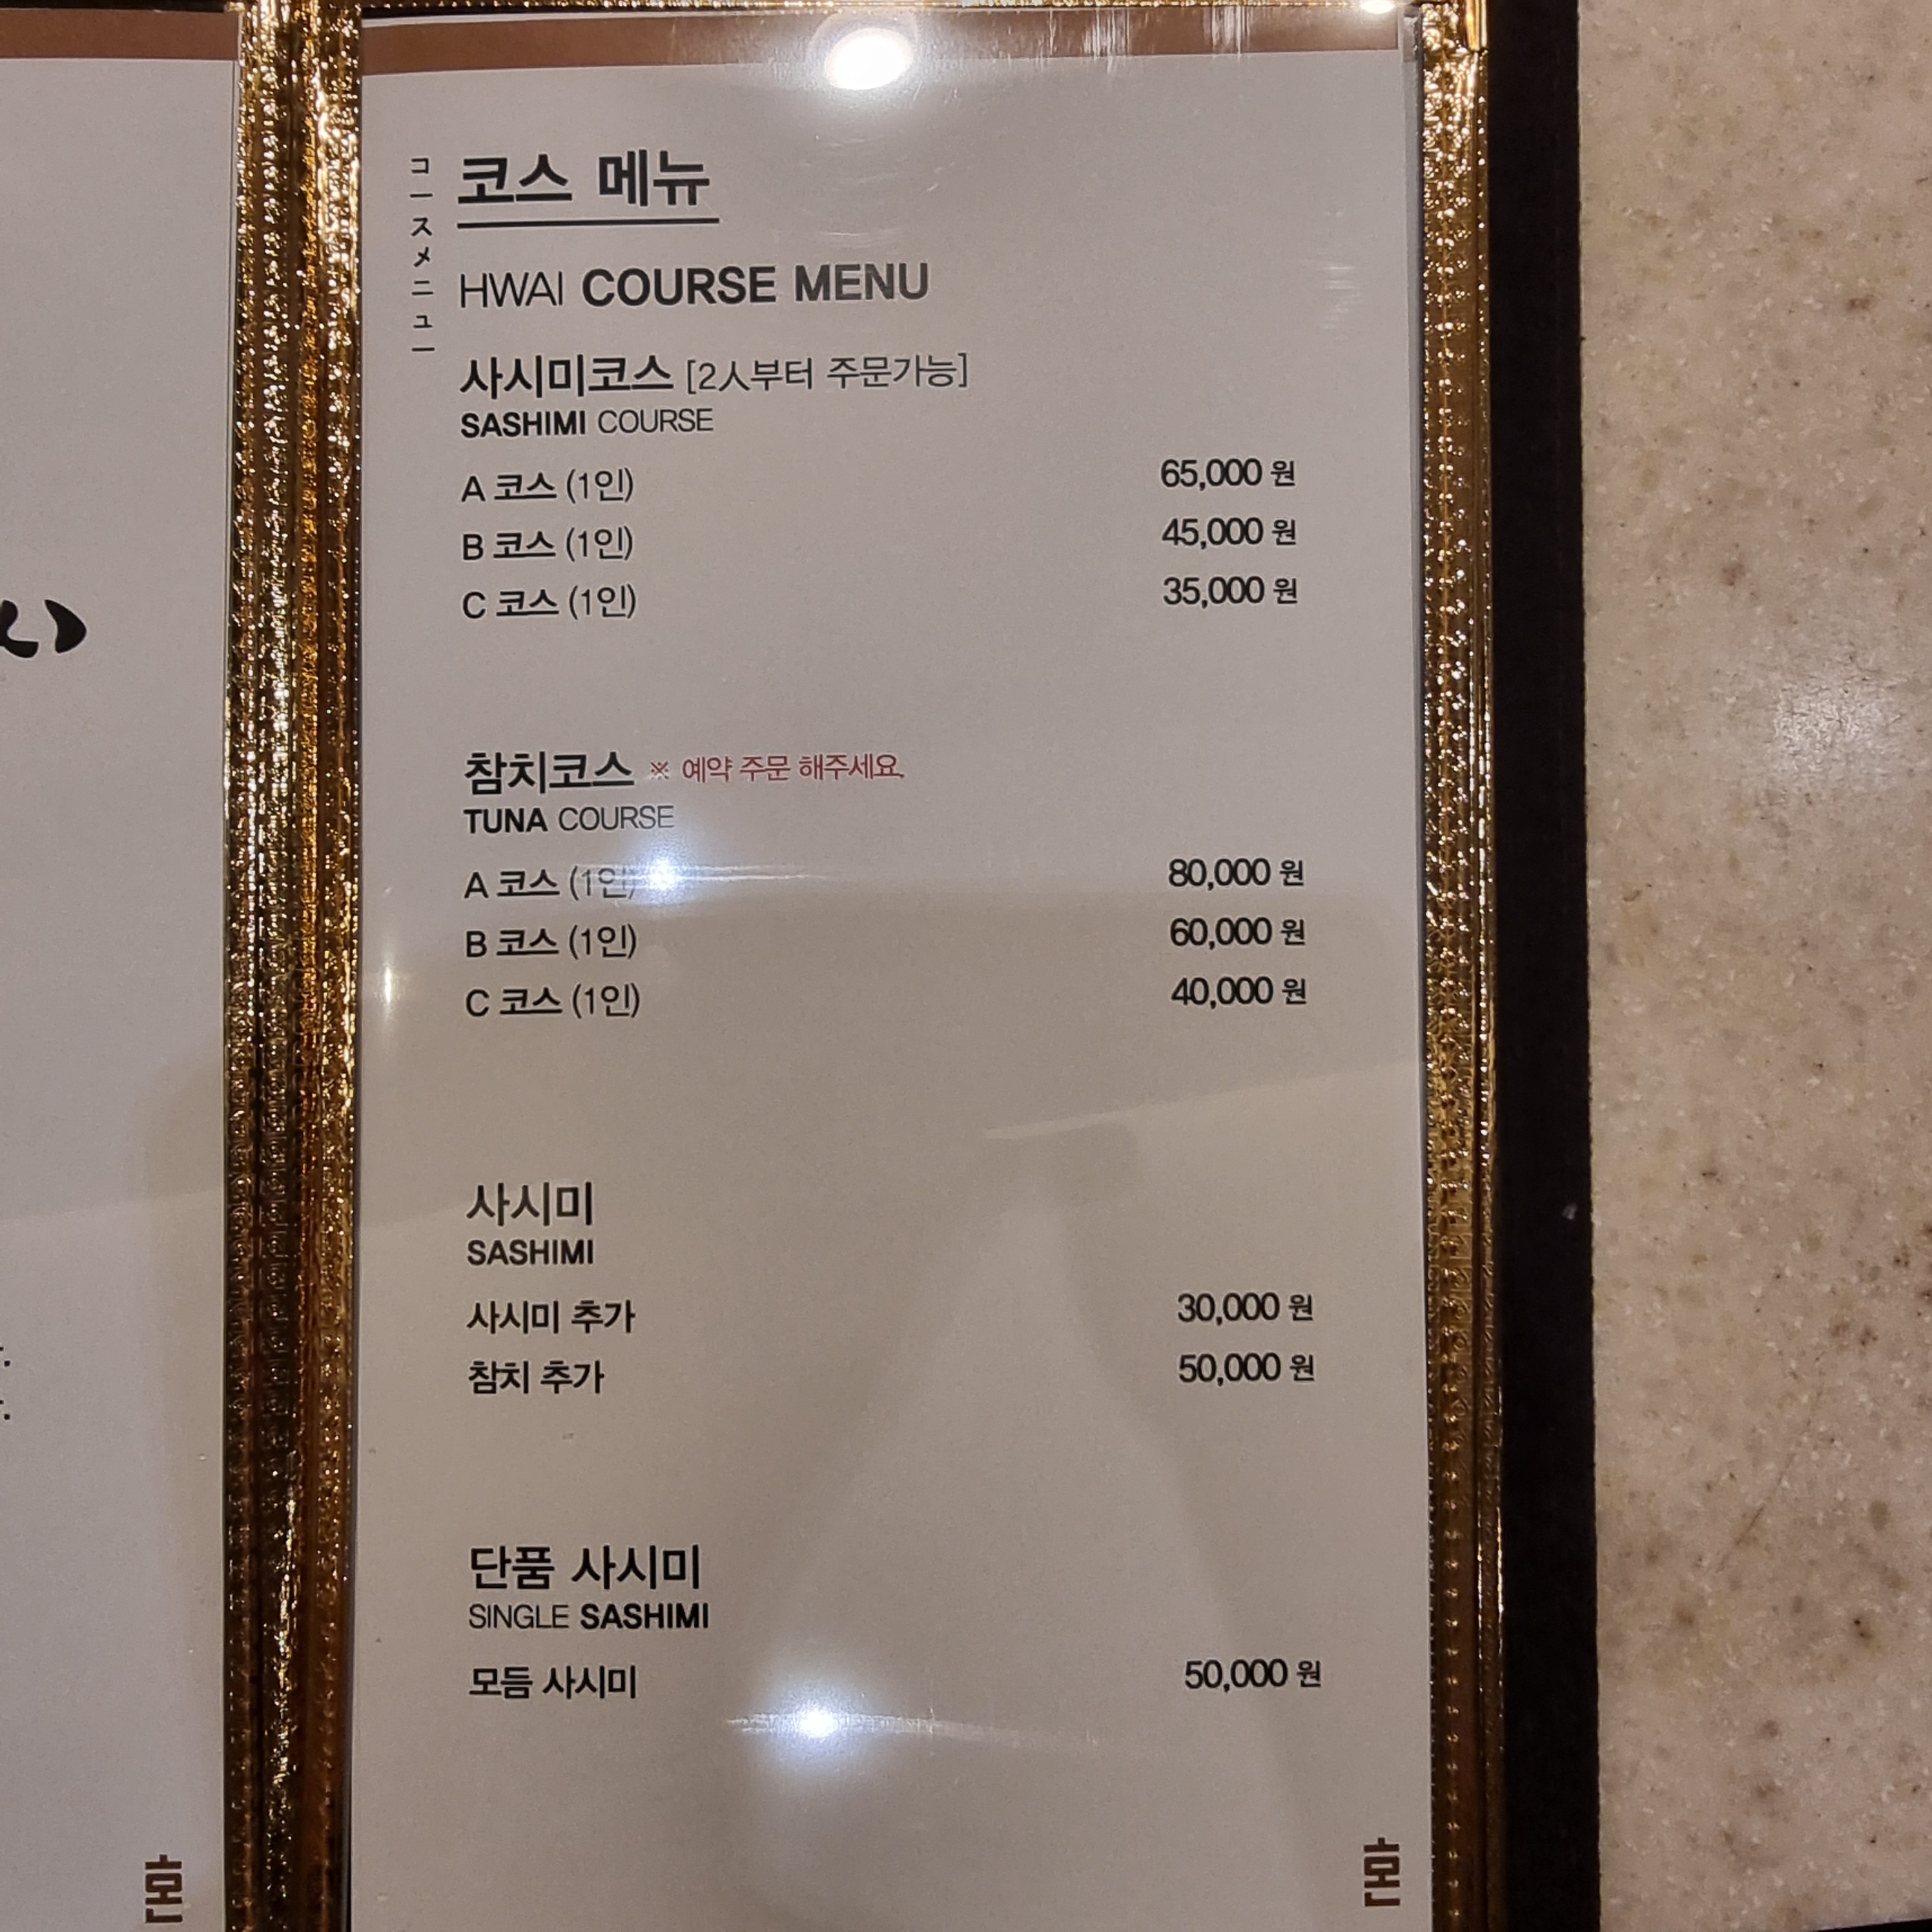 コースメニュー
코스 메뉴
HWAI COURSE MENU
사시미코스 [2人부터 주문가능]
SASHIMI COURSE
A 코스 (1인) 65,000 원
B 코스 (1인) 45,000 원
C 코스 (1인) 35,000 원
참치코스 ※ 예약 주문 해주세요.
TUNA COURSE
A 코스 (1인) 80,000 원
B 코스 (1인) 60,000 원
C 코스 (1인) 40,000 원
사시미
SASHIMI
사시미 추가 30,000 원
참치 추가 50,000 원
단품 사시미
SINGLE SASHIMI
모듬 사시미 50,000 원